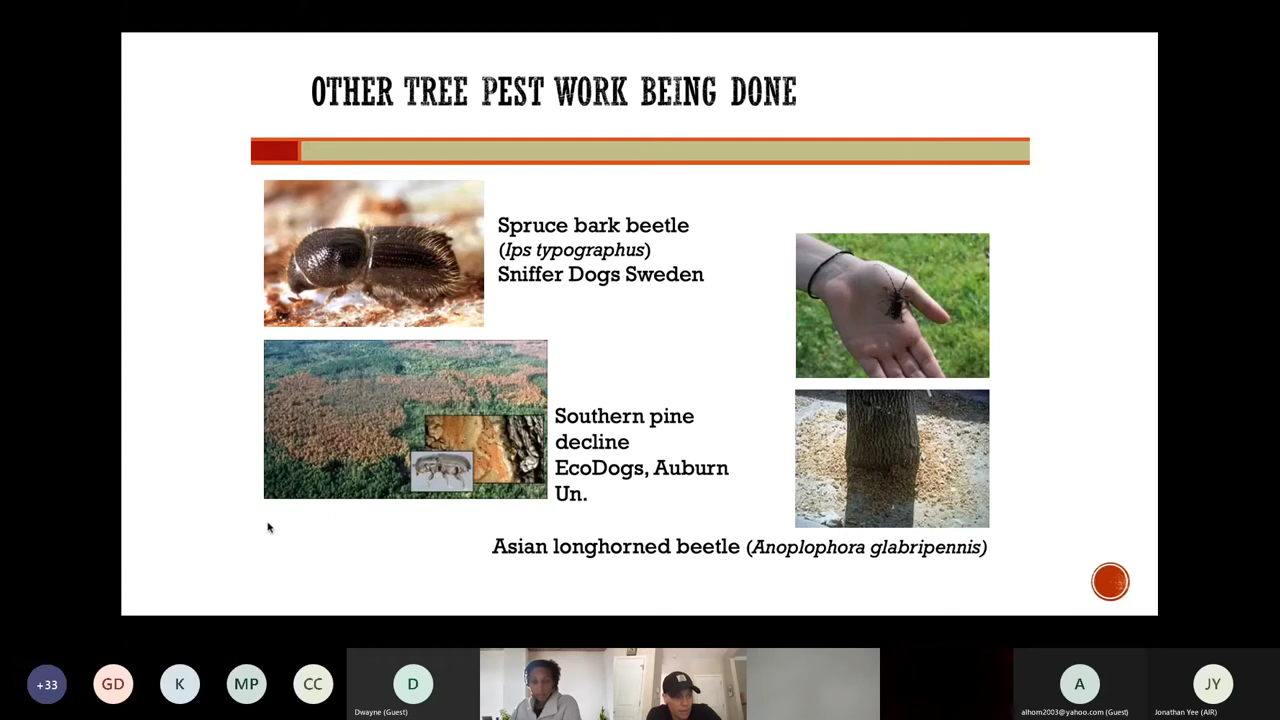 OTHER TREE PEST WORK BEING DONE
Spruce bark beetle
(Ips typographus)
Sniffer Dogs Sweden
Southern pine
decline
EcoDogs, Auburn
Un.
Asian longhorned beetle (Anoplophora glabripennis)
+33
GD
K
MP
CC
D
Dwayne (Guest)
A
alhom2003@yahoo.com (Guest)
JY
Jonathan Yee (AIR)